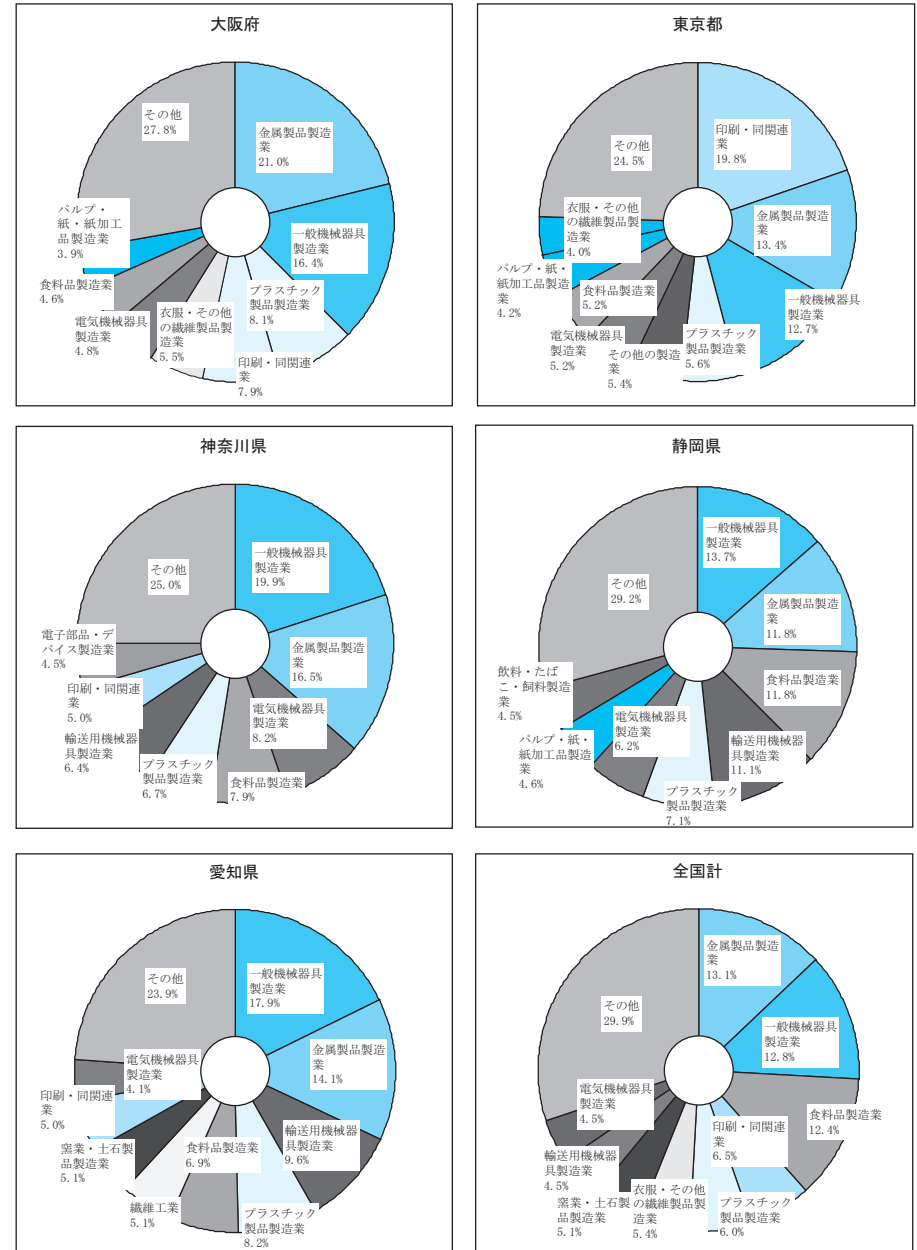 大阪府
金属製品製造
業
21.0%
一般機械器具
製造業
16.4%
プラスチック
製品製造業
8.1%
印刷・同関連
業
7.9%
衣服・その他
の繊維製品製
造業
5.5%
電気機械器具
製造業
4.8%
食料品製造業
4.6%
パルプ・
紙・紙加工
品製造業
3.9%
その他
27.8%
東京都
印刷・同関連
業
19.8%
金属製品製造
業
13.4%
一般機械器具
製造業
12.7%
プラスチック
製品製造業
5.6%
その他の製造
業
5.4%
電気機械器具
製造業
5.2%
食料品製造業
5.2%
パルプ・紙・
紙加工品製造
業
4.2%
衣服・その他
の繊維製品製
造業
4.0%
その他
24.5%
神奈川県
一般機械器具
製造業
19.9%
金属製品製造
業
16.5%
電気機械器具
製造業
8.2%
食料品製造業
7.9%
プラスチック
製品製造業
6.7%
輸送用機械器
具製造業
6.4%
印刷・同関連
業
5.0%
電子部品・デ
バイス製造業
4.5%
その他
25.0%
静岡県
一般機械器具
製造業
13.7%
金属製品製造
業
11.8%
食料品製造業
11.8%
輸送用機械器
具製造業
11.1%
プラスチック
製品製造業
7.1%
電気機械器具
製造業
6.2%
パルプ・紙・
紙加工品製造
業
4.6%
飲料・たば
こ・飼料製造
業
4.5%
その他
29.2%
愛知県
一般機械器具
製造業
17.9%
金属製品製造
業
14.1%
輸送用機械器
具製造業
9.6%
プラスチック
製品製造業
8.2%
食料品製造業
6.9%
繊維工業
5.1%
窯業・土石製
品製造業
5.1%
印刷・同関連
業
5.0%
電気機械器具
製造業
4.1%
その他
23.9%
全国計
金属製品製造
業
13.1%
一般機械器具
製造業
12.8%
食料品製造業
12.4%
印刷・同関連
業
6.5%
プラスチック
製品製造業
6.0%
衣服・その他
の繊維製品製
造業
5.4%
窯業・土石製
品製造業
5.1%
輸送用機械器
具製造業
4.5%
電気機械器具
製造業
4.5%
その他
29.9%